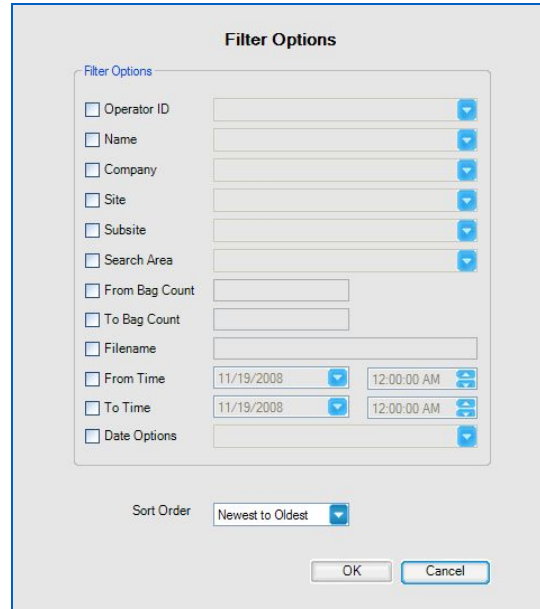 Filter Options
Filter Options
Operator ID
Name
Company
Site
Subsite
Search Area
From Bag Count
To Bag Count
Filename
From Time 11/19/2008 12:00:00 AM
To Time 11/19/2008 12:00:00 AM
Date Options
Sort Order Newest to Oldest
OK Cancel